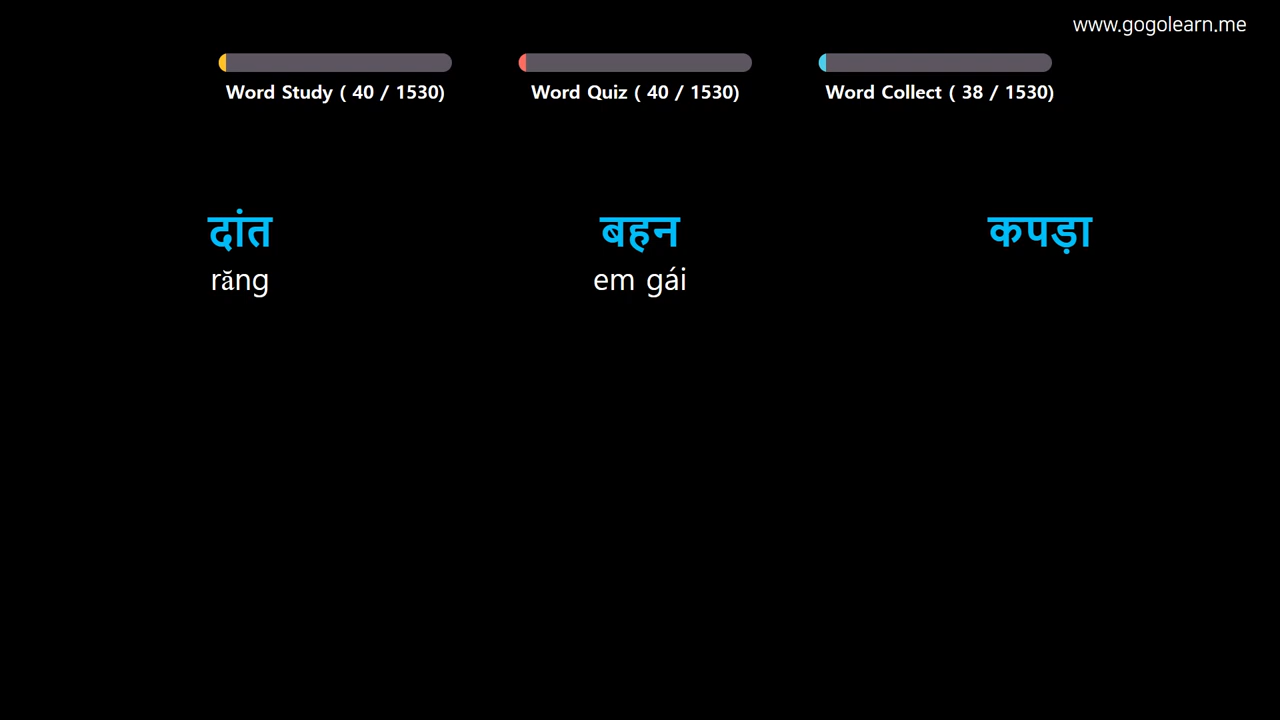 www.gogolearn.me
Word Study ( 40 / 1530)
Word Quiz ( 40 / 1530)
Word Collect ( 38 / 1530)
दांत
răng
बहन
em gái
कपड़ा